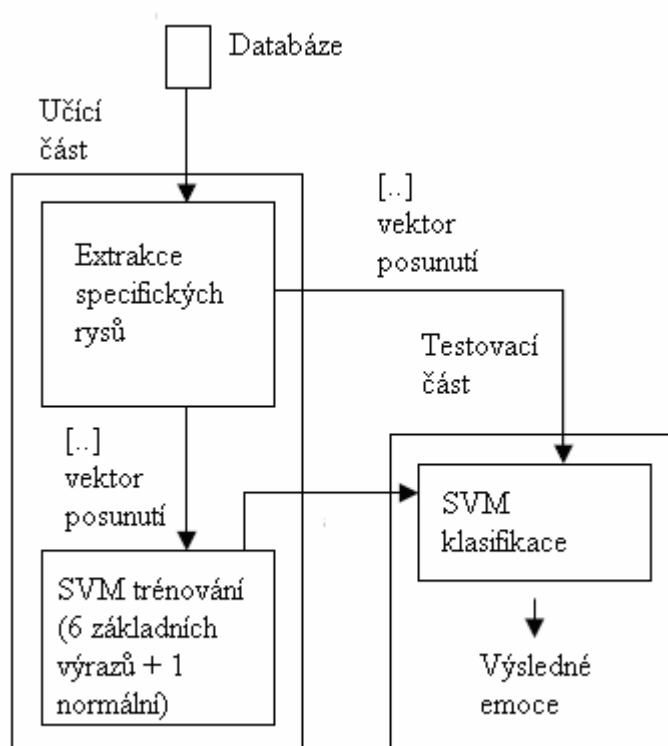 Databáze
Učící
část
Extrakce
specifických
rysů
[..]
vektor
posunutí
Testovací
část
[..]
vektor
posunutí
SVM
klasifikace
SVM trénování
(6 základních
výrazů + 1
normální)
Výsledné
emoce